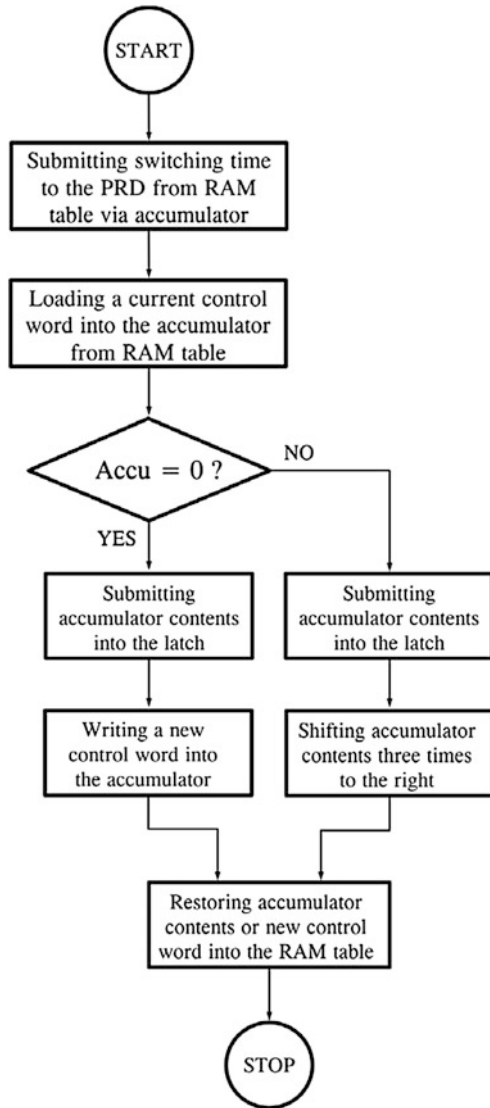 START
Submitting switching time
to the PRD from RAM
table via accumulator
Loading a current control
word into the accumulator
from RAM table
Accu = 0 ?
NO
YES
Submitting
accumulator contents
into the latch
Submitting
accumulator contents
into the latch
Writing a new
control word into
the accumulator
Shifting accumulator
contents three times
to the right
Restoring accumulator
contents or new control
word into the RAM table
STOP